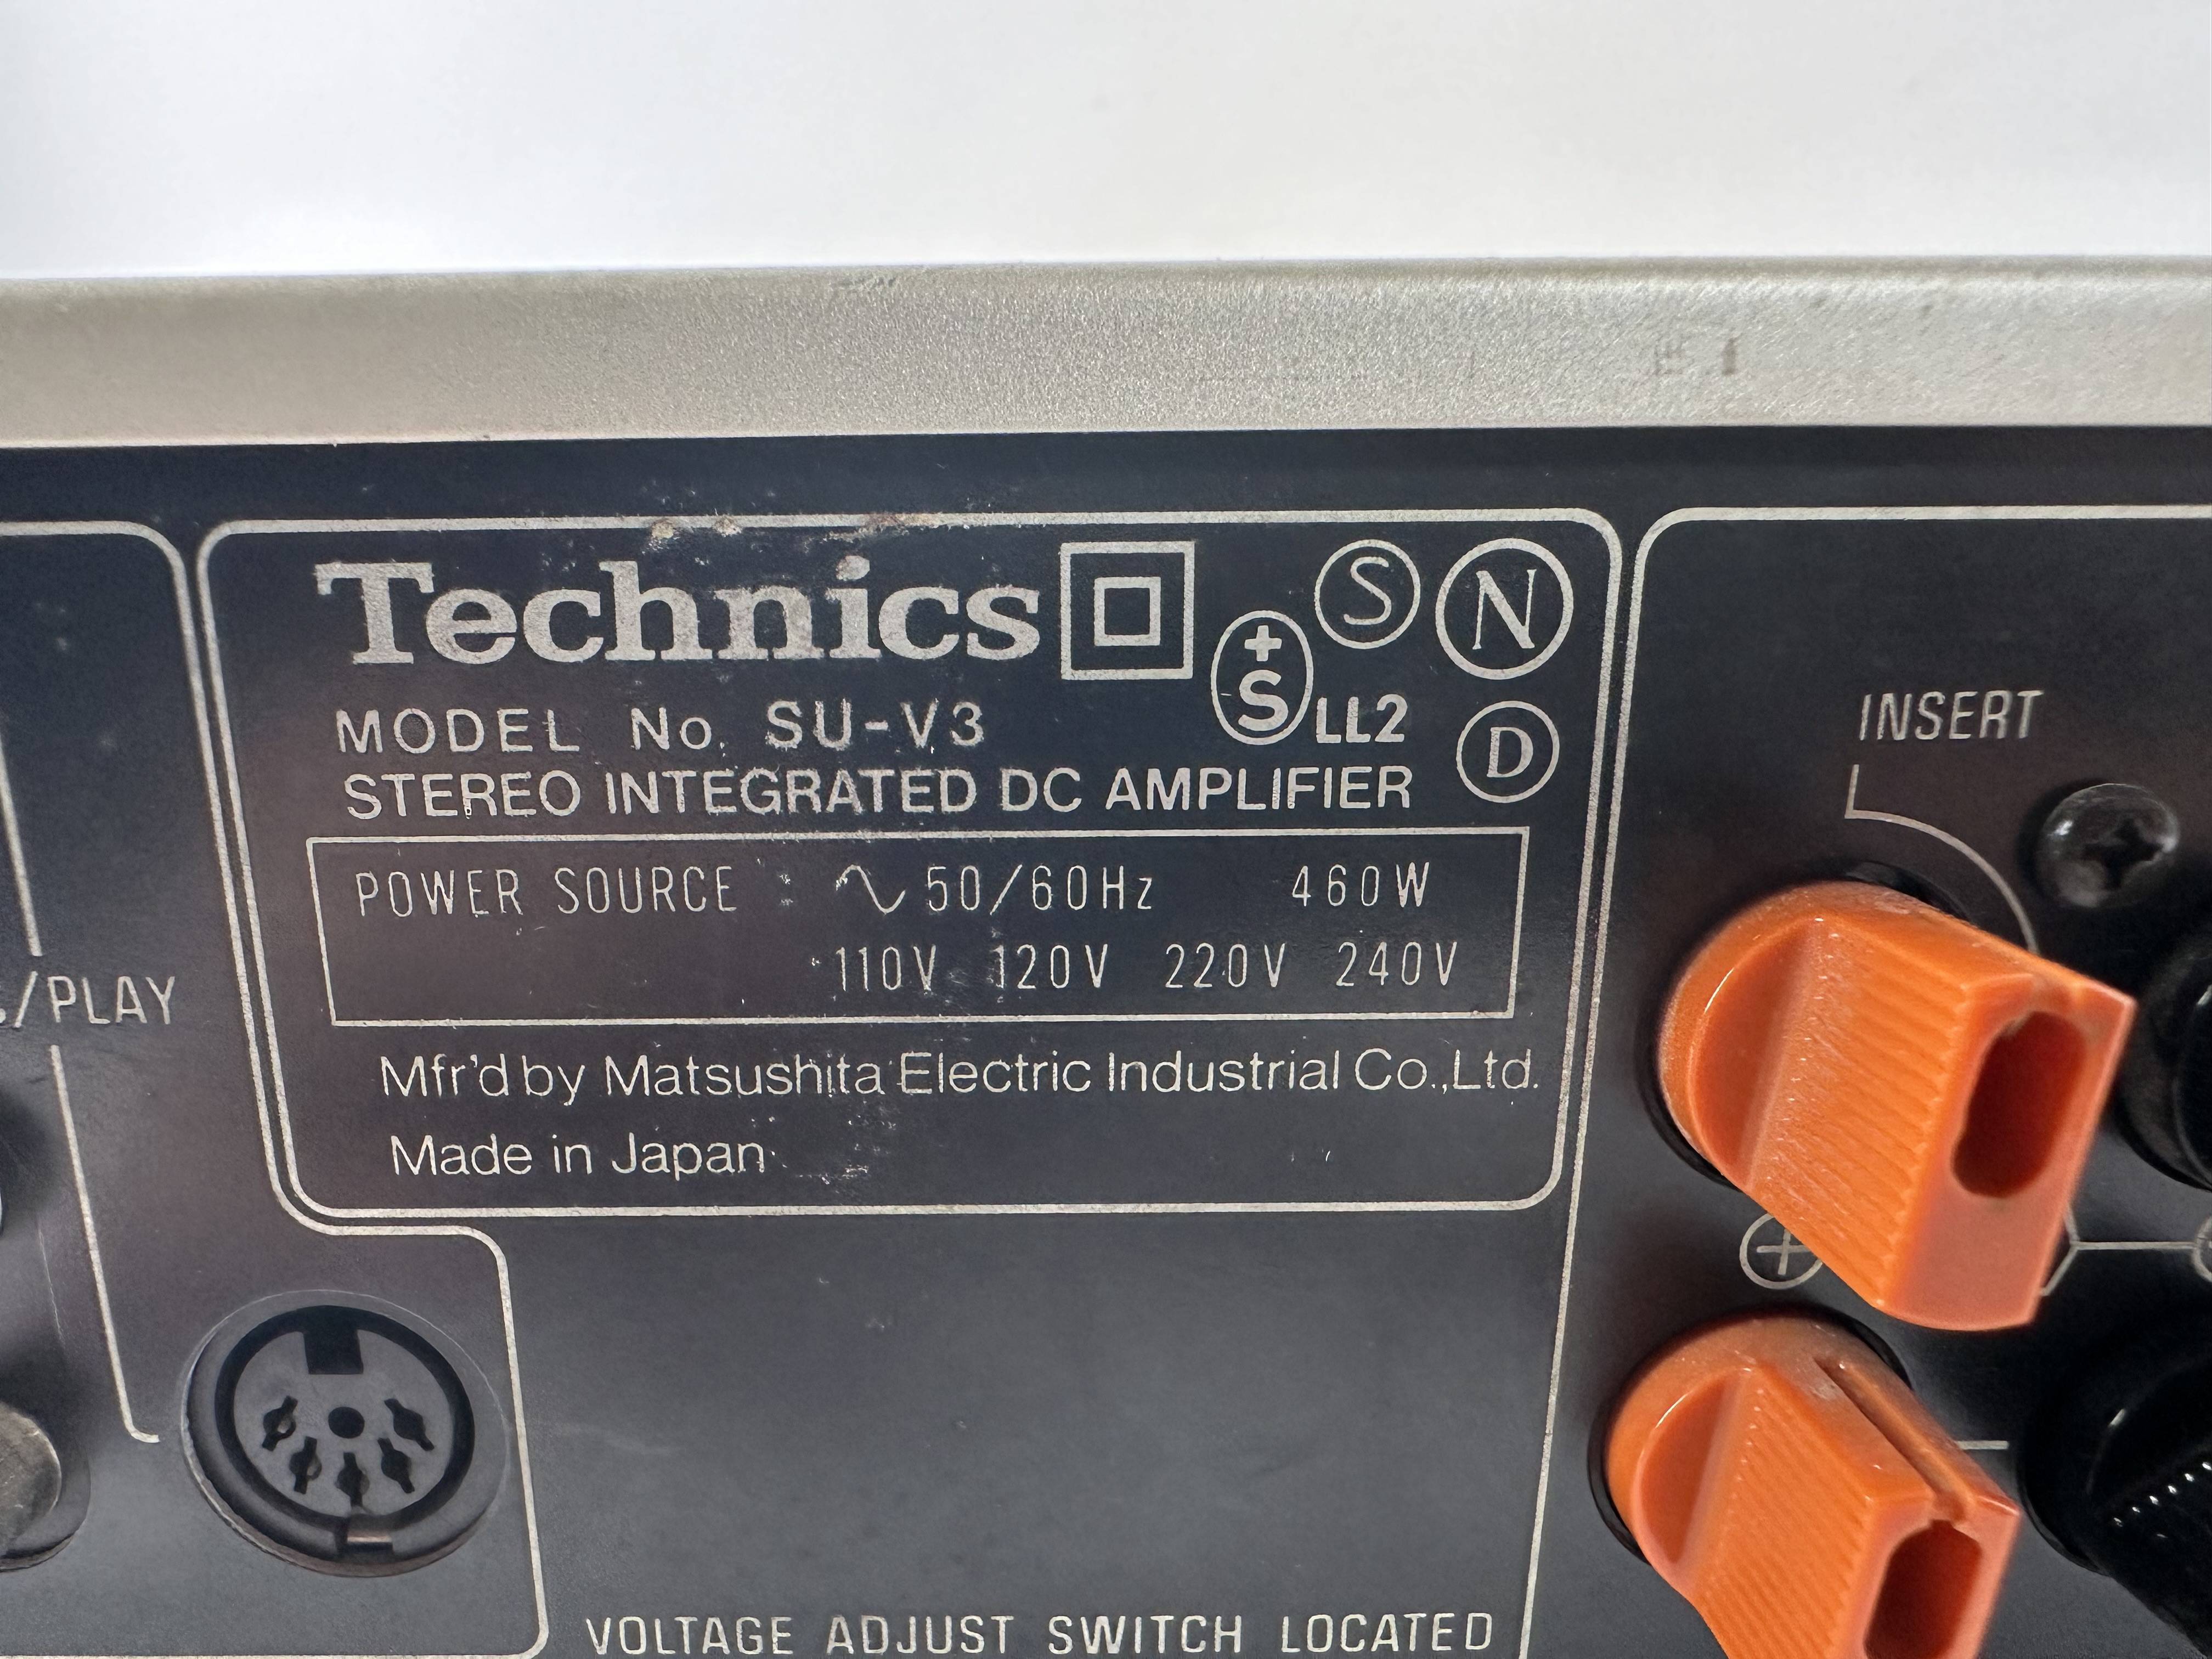 Technics
S N
+S LL2
MODEL No. SU-V3
D
STEREO INTEGRATED DC AMPLIFIER
POWER SOURCE : ∿ 50/60Hz 460W
110V 120V 220V 240V
Mfr'd by Matsushita Electric Industrial Co.,Ltd.
Made in Japan
INSERT
/PLAY
+
VOLTAGE ADJUST SWITCH LOCATED